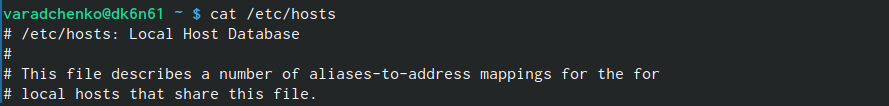 varadchenko@dk6n61 ~ $ cat /etc/hosts
# /etc/hosts: Local Host Database
#
# This file describes a number of aliases-to-address mappings for the for
# local hosts that share this file.